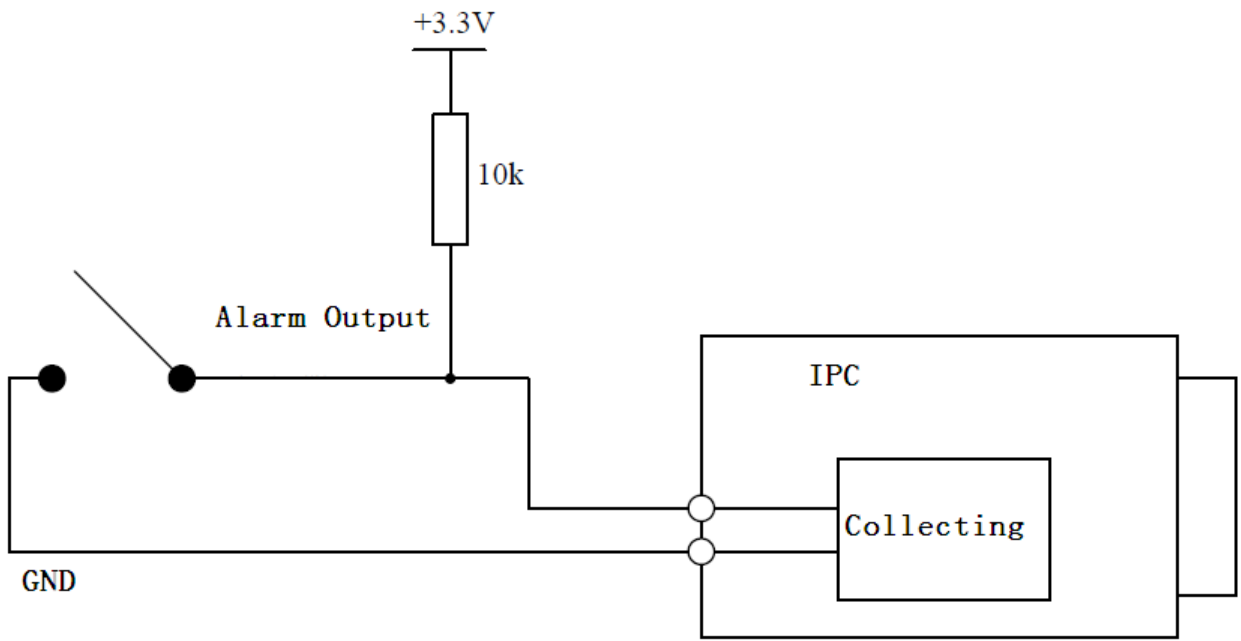 +3.3V
10k
Alarm Output
IPC
Collecting
GND